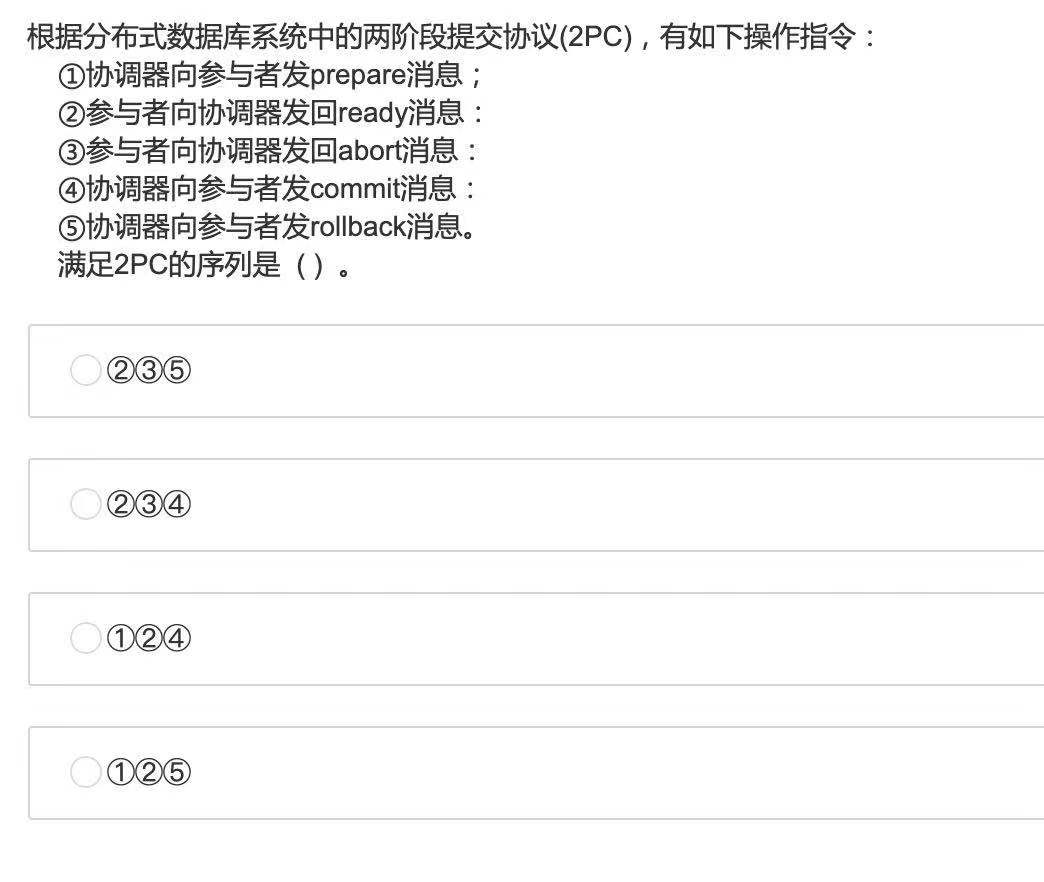 根据分布式数据库系统中的两阶段提交协议(2PC)，有如下操作指令：
①协调器向参与者发prepare消息；
②参与者向协调器发回ready消息：
③参与者向协调器发回abort消息：
④协调器向参与者发commit消息：
⑤协调器向参与者发rollback消息。
满足2PC的序列是（）。
②③⑤
②③④
①②④
①②⑤